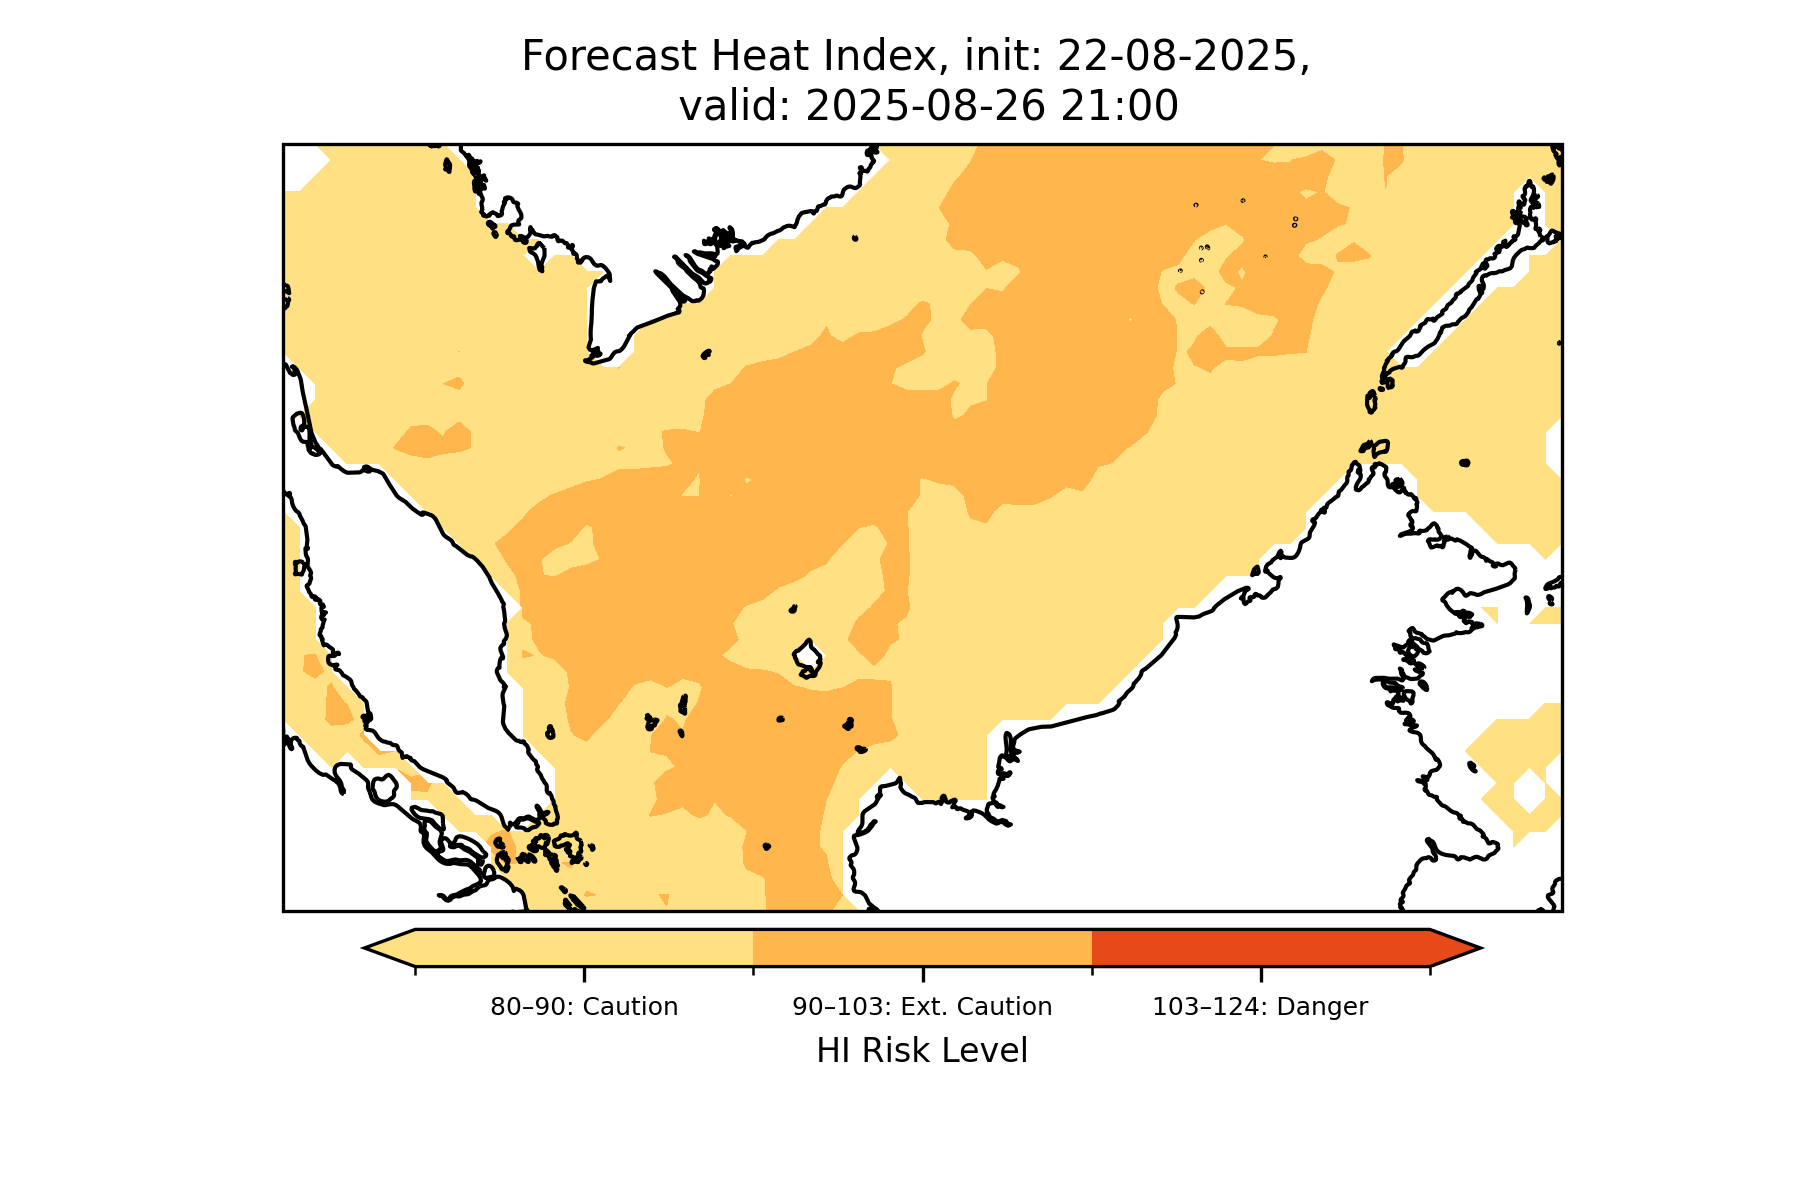 Forecast Heat Index, init: 22-08-2025,
valid: 2025-08-26 21:00
80–90: Caution
90–103: Ext. Caution
103–124: Danger
HI Risk Level